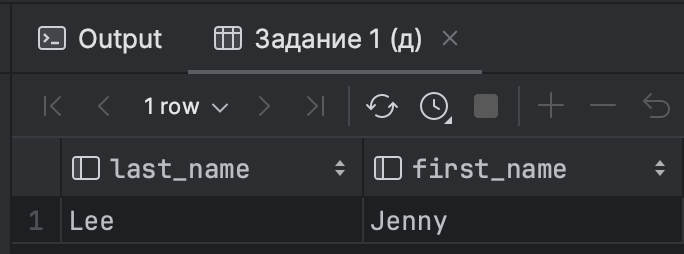 Output Задание 1 (д)
1 row
last_name first_name
1 Lee Jenny